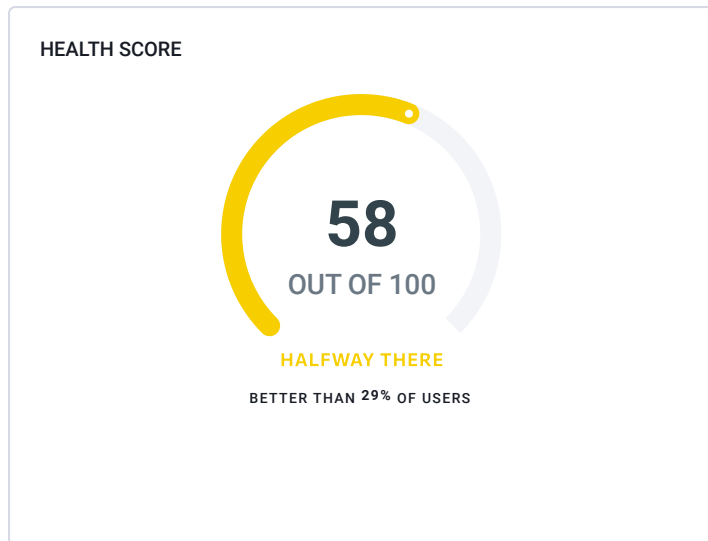 HEALTH SCORE
58
OUT OF 100
HALFWAY THERE
BETTER THAN 29% OF USERS